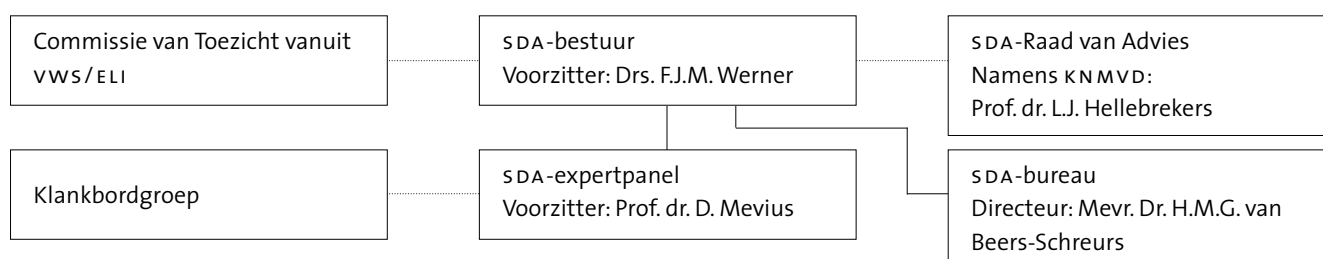 Commissie van Toezicht vanuit
VWS/ELI
SDA-bestuur
Voorzitter: Drs. F.J.M. Werner
SDA-Raad van Advies
Namens KNMVD:
Prof. dr. L.J. Hellebrekers
Klankbordgroep
SDA-expertpanel
Voorzitter: Prof. dr. D. Mevius
SDA-bureau
Directeur: Mevr. Dr. H.M.G. van
Beers-Schreurs